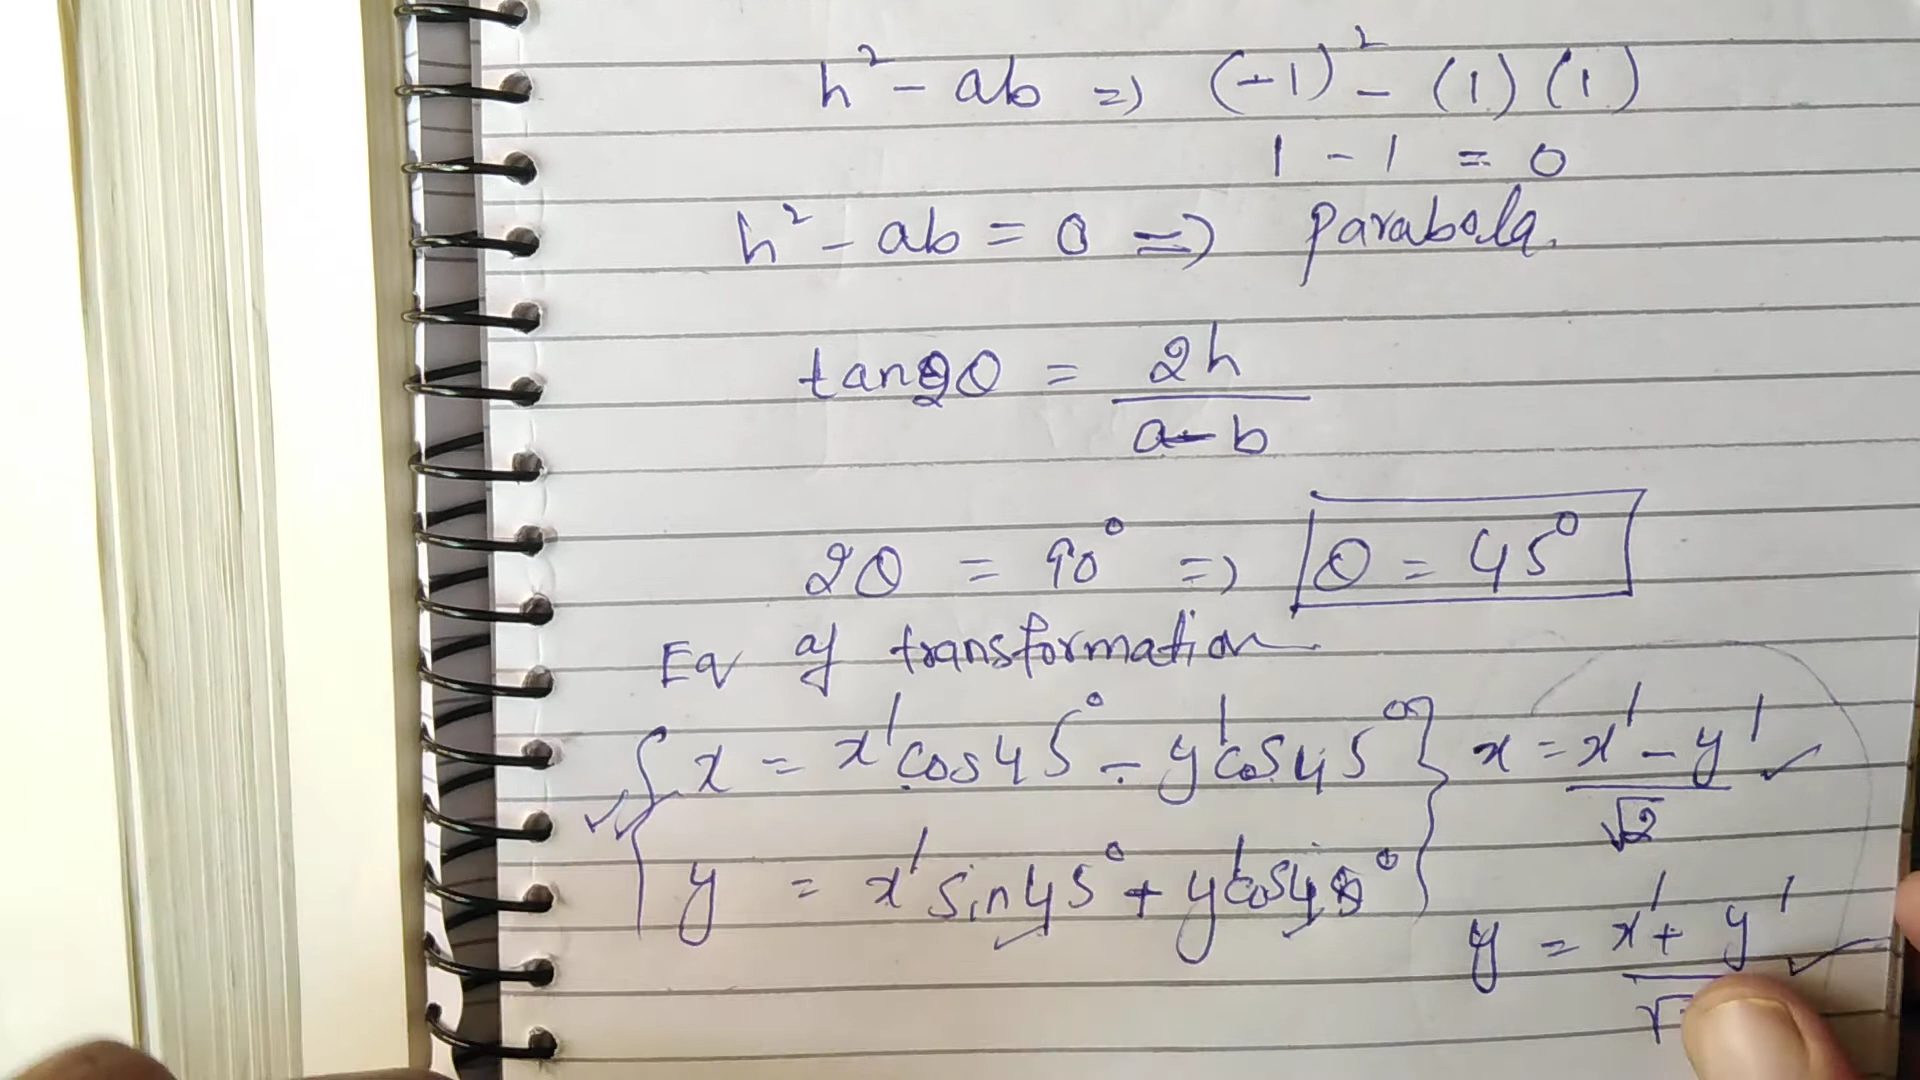 h² - ab => (-1)² - (1)(1)
1 - 1 = 0
h² - ab = 0 => parabola.
tan2θ = 2h / a-b
2θ = 90° => θ = 45°
Eq of transformation
x = x' cos45° - y' cos45° } x = x' - y' / √2
y = x' sin45° + y' cos45° } y = x' + y' / √